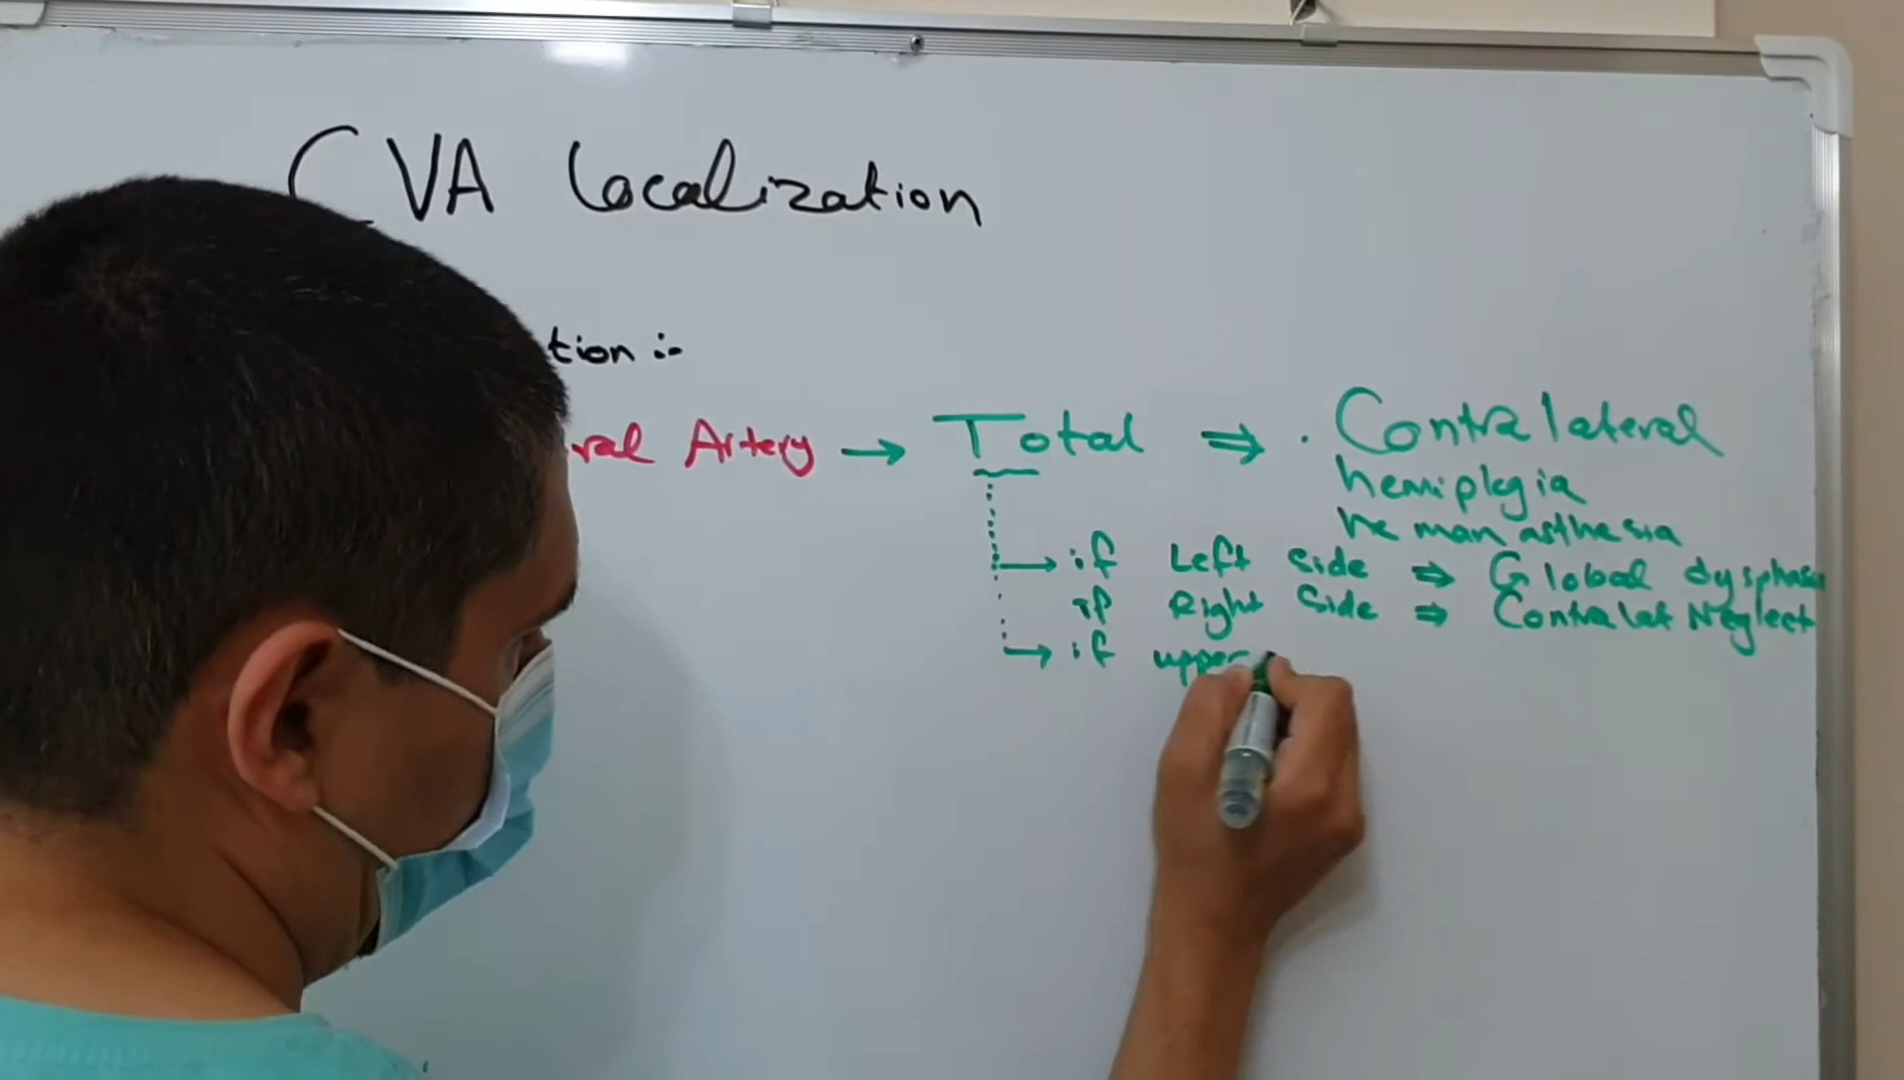 CVA Localization
tion :-
ral Artery → Total ⇒ . Contralateral
hemiplegia
hemanasthesia
→ if Left Side ⇒ Global dysphasia
if Right Side ⇒ Contralat Neglect
→ if upper